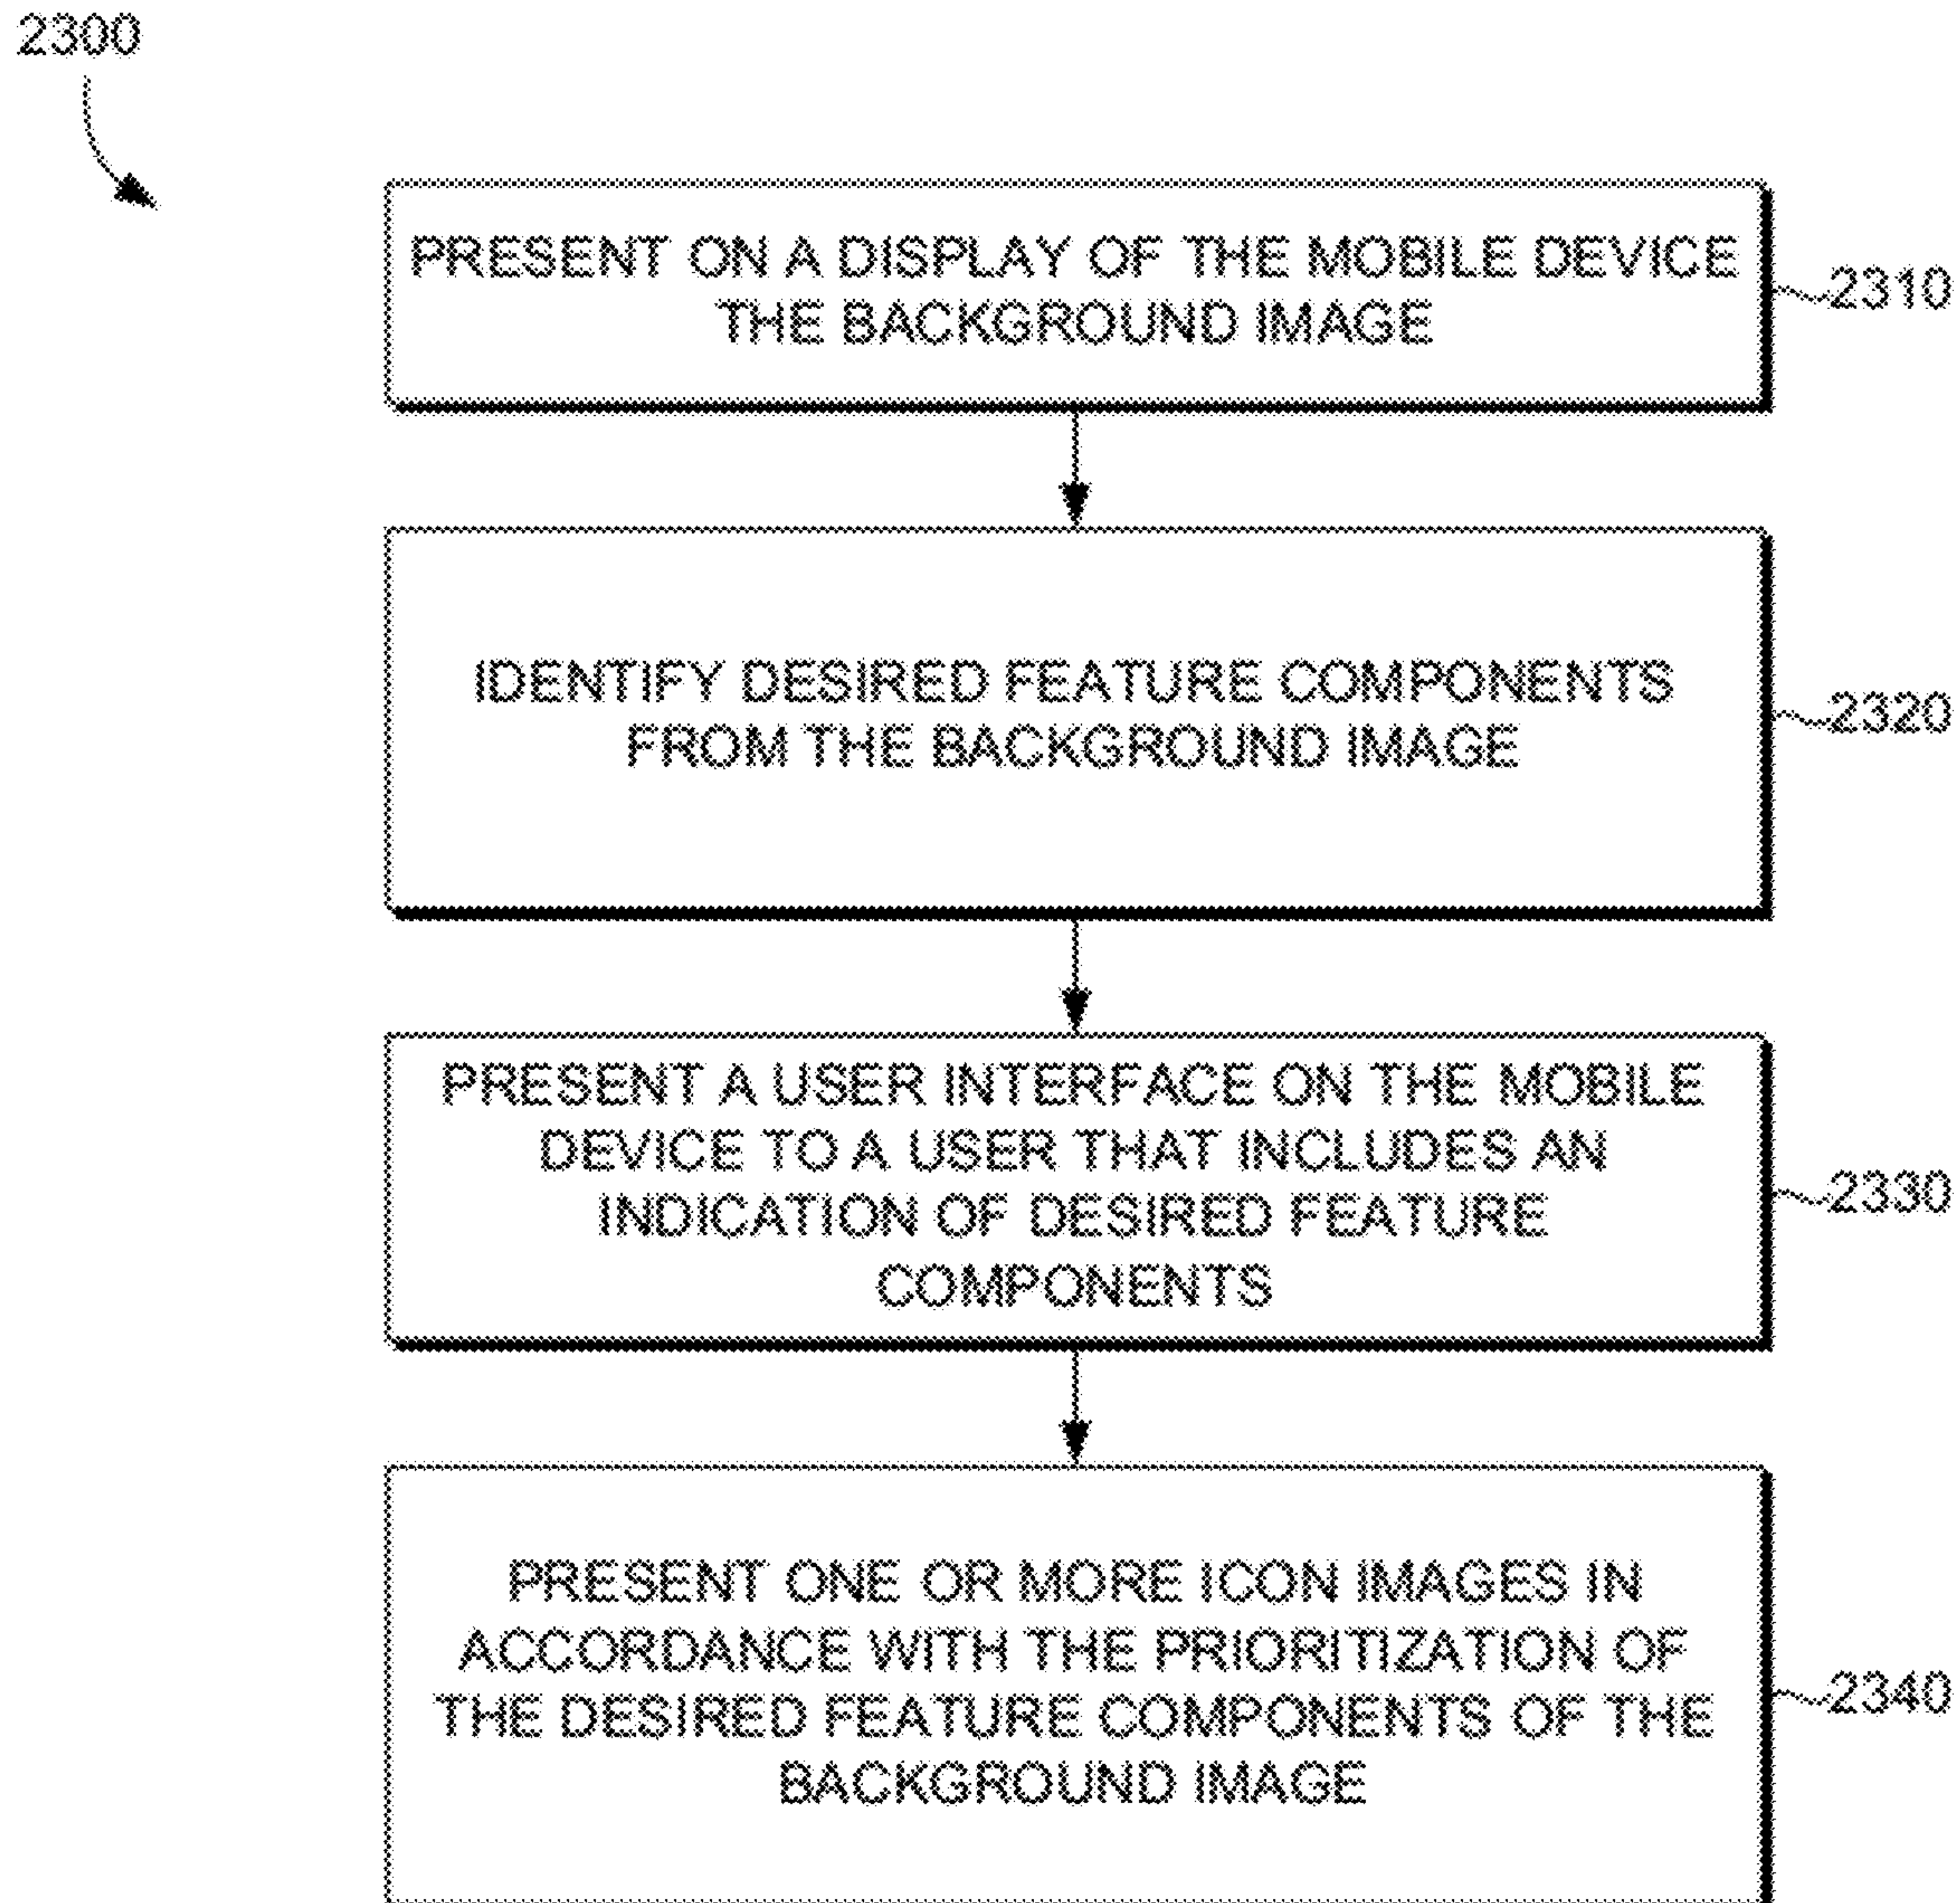 2300
PRESENT ON A DISPLAY OF THE MOBILE DEVICE
THE BACKGROUND IMAGE
2310
IDENTIFY DESIRED FEATURE COMPONENTS
FROM THE BACKGROUND IMAGE
2320
PRESENT A USER INTERFACE ON THE MOBILE
DEVICE TO A USER THAT INCLUDES AN
INDICATION OF DESIRED FEATURE
COMPONENTS
2330
PRESENT ONE OR MORE ICON IMAGES IN
ACCORDANCE WITH THE PRIORITIZATION OF
THE DESIRED FEATURE COMPONENTS OF THE
BACKGROUND IMAGE
2340